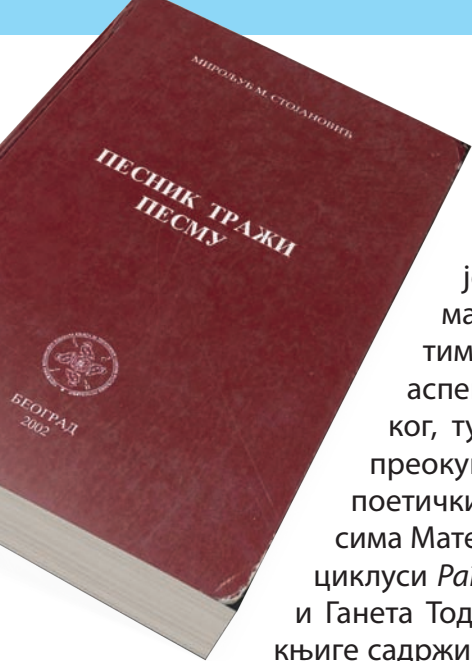 МИРОЉУБ М. СТОЈАНОВИЋ
ПЕСНИК ТРАЖИ
ПЕСМУ
БЕОГРАД
2002
је
ма
тим
аспе
ког, ту
преоку
поетички
сима Мате
циклуси
и Ганета Тод
књиге садржи